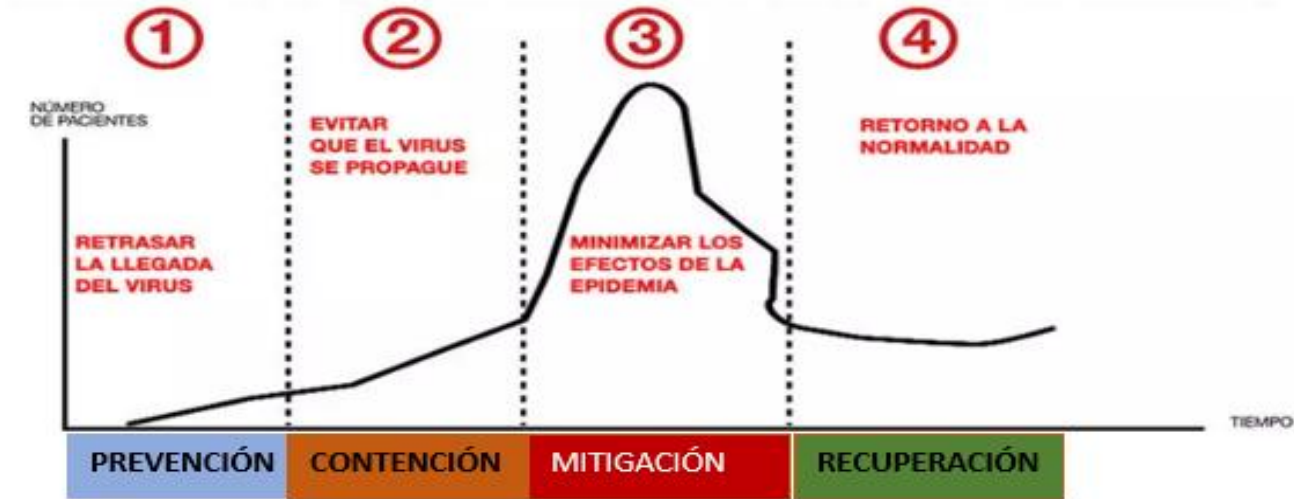 1
2
3
4
NÚMERO
DE PACIENTES
RETRASAR
LA LLEGADA
DEL VIRUS
EVITAR
QUE EL VIRUS
SE PROPAGUE
MINIMIZAR LOS
EFECTOS DE LA
EPIDEMIA
RETORNO A LA
NORMALIDAD
TIEMPO
PREVENCIÓN
CONTENCIÓN
MITIGACIÓN
RECUPERACIÓN